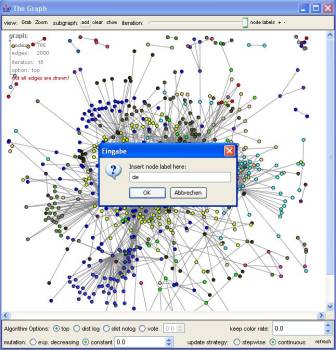 The Graph
view: Grab Zoom subgraph: add clear show iteration: node labels + -
graph:
nodes: 786
edges: 2000
iteration: 15
option: top
not all edges are drawn!
Eingabe
Insert node label here:
de
OK Abbrechen
Algorithm Options: top dist log dist nolog vote 0.0 keep color rate: 0.0
mutation: exp. decreasing constant 0.0 update strategy: stepwise continuous refresh